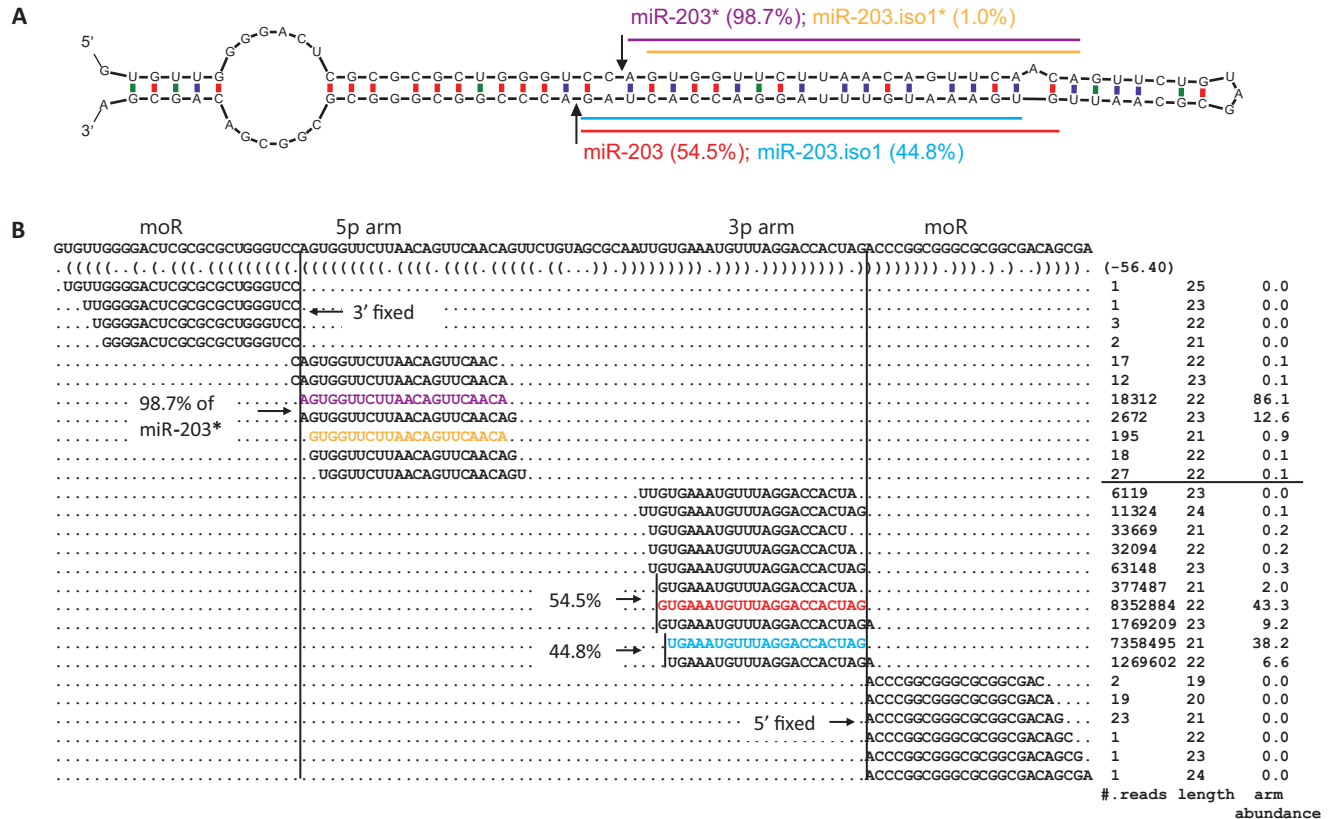 A
miR-203* (98.7%); miR-203.iso1* (1.0%)
5’
G U G U U G G G G A C U C G C G C G C U G G G U C C A G U G G U U C U U A A C A G U U C A A C A G U U C U G U A G
A G C G A C A G C G G C G C G G G C G G C C C A G A U C A C C A G G A U U U G U A A A G U G U U A A C G C
3’
miR-203 (54.5%); miR-203.iso1 (44.8%)
B
moR 5p arm 3p arm moR
GUGUUGGGGACUCGCGCGCUGGGUCCAGUGGUUCUUAACAGUUCAACAGUUCUGUAGCGCAAUUGUGAAAUGUUUAGGACCACUAGACCCGGCGGGCGCGGCGACAGCGA
(-56.40)
UGUUGGGGACUCGCGCGCUGGGUCC 1 25 0.0
UUGGGGACUCGCGCGCUGGGUCC 3’ fixed 1 23 0.0
UGGGGACUCGCGCGCUGGGUCC 3 22 0.0
GGGGACUCGCGCGCUGGGUCC 2 21 0.0
CAGUGGUUCUUAACAGUUCAAC 17 22 0.1
CAGUGGUUCUUAACAGUUCAACA 12 23 0.1
98.7% of
miR-203*
AGUGGUUCUUAACAGUUCAACA 18312 22 86.1
AGUGGUUCUUAACAGUUCAACAG 2672 23 12.6
GUGGUUCUUAACAGUUCAACA 195 21 0.9
GUGGUUCUUAACAGUUCAACAG 18 22 0.1
UGGUUCUUAACAGUUCAACAGU 27 22 0.1
UUGUGAAAUGUUUAGGACCACUA 6119 23 0.0
UUGUGAAAUGUUUAGGACCACUAG 11324 24 0.1
UGUGAAAUGUUUAGGACCACU 33669 21 0.2
UGUGAAAUGUUUAGGACCACUA 32094 22 0.2
UGUGAAAUGUUUAGGACCACUAG 63148 23 0.3
GUGAAAUGUUUAGGACCACUA 377487 21 2.0
54.5% GUGAAAUGUUUAGGACCACUAG 8352884 22 43.3
GUGAAAUGUUUAGGACCACUAGA 1769209 23 9.2
44.8% UGAAAUGUUUAGGACCACUAG 7358495 21 38.2
UGAAAUGUUUAGGACCACUAGA 1269602 22 6.6
ACCCGGCGGGCGCGGCGAC 2 19 0.0
ACCCGGCGGGCGCGGCGACA 19 20 0.0
5’ fixed ACCCGGCGGGCGCGGCGACAG 23 21 0.0
ACCCGGCGGGCGCGGCGACAGC 1 22 0.0
ACCCGGCGGGCGCGGCGACAGCG 1 23 0.0
ACCCGGCGGGCGCGGCGACAGCGA 1 24 0.0
#.reads length arm
abundance